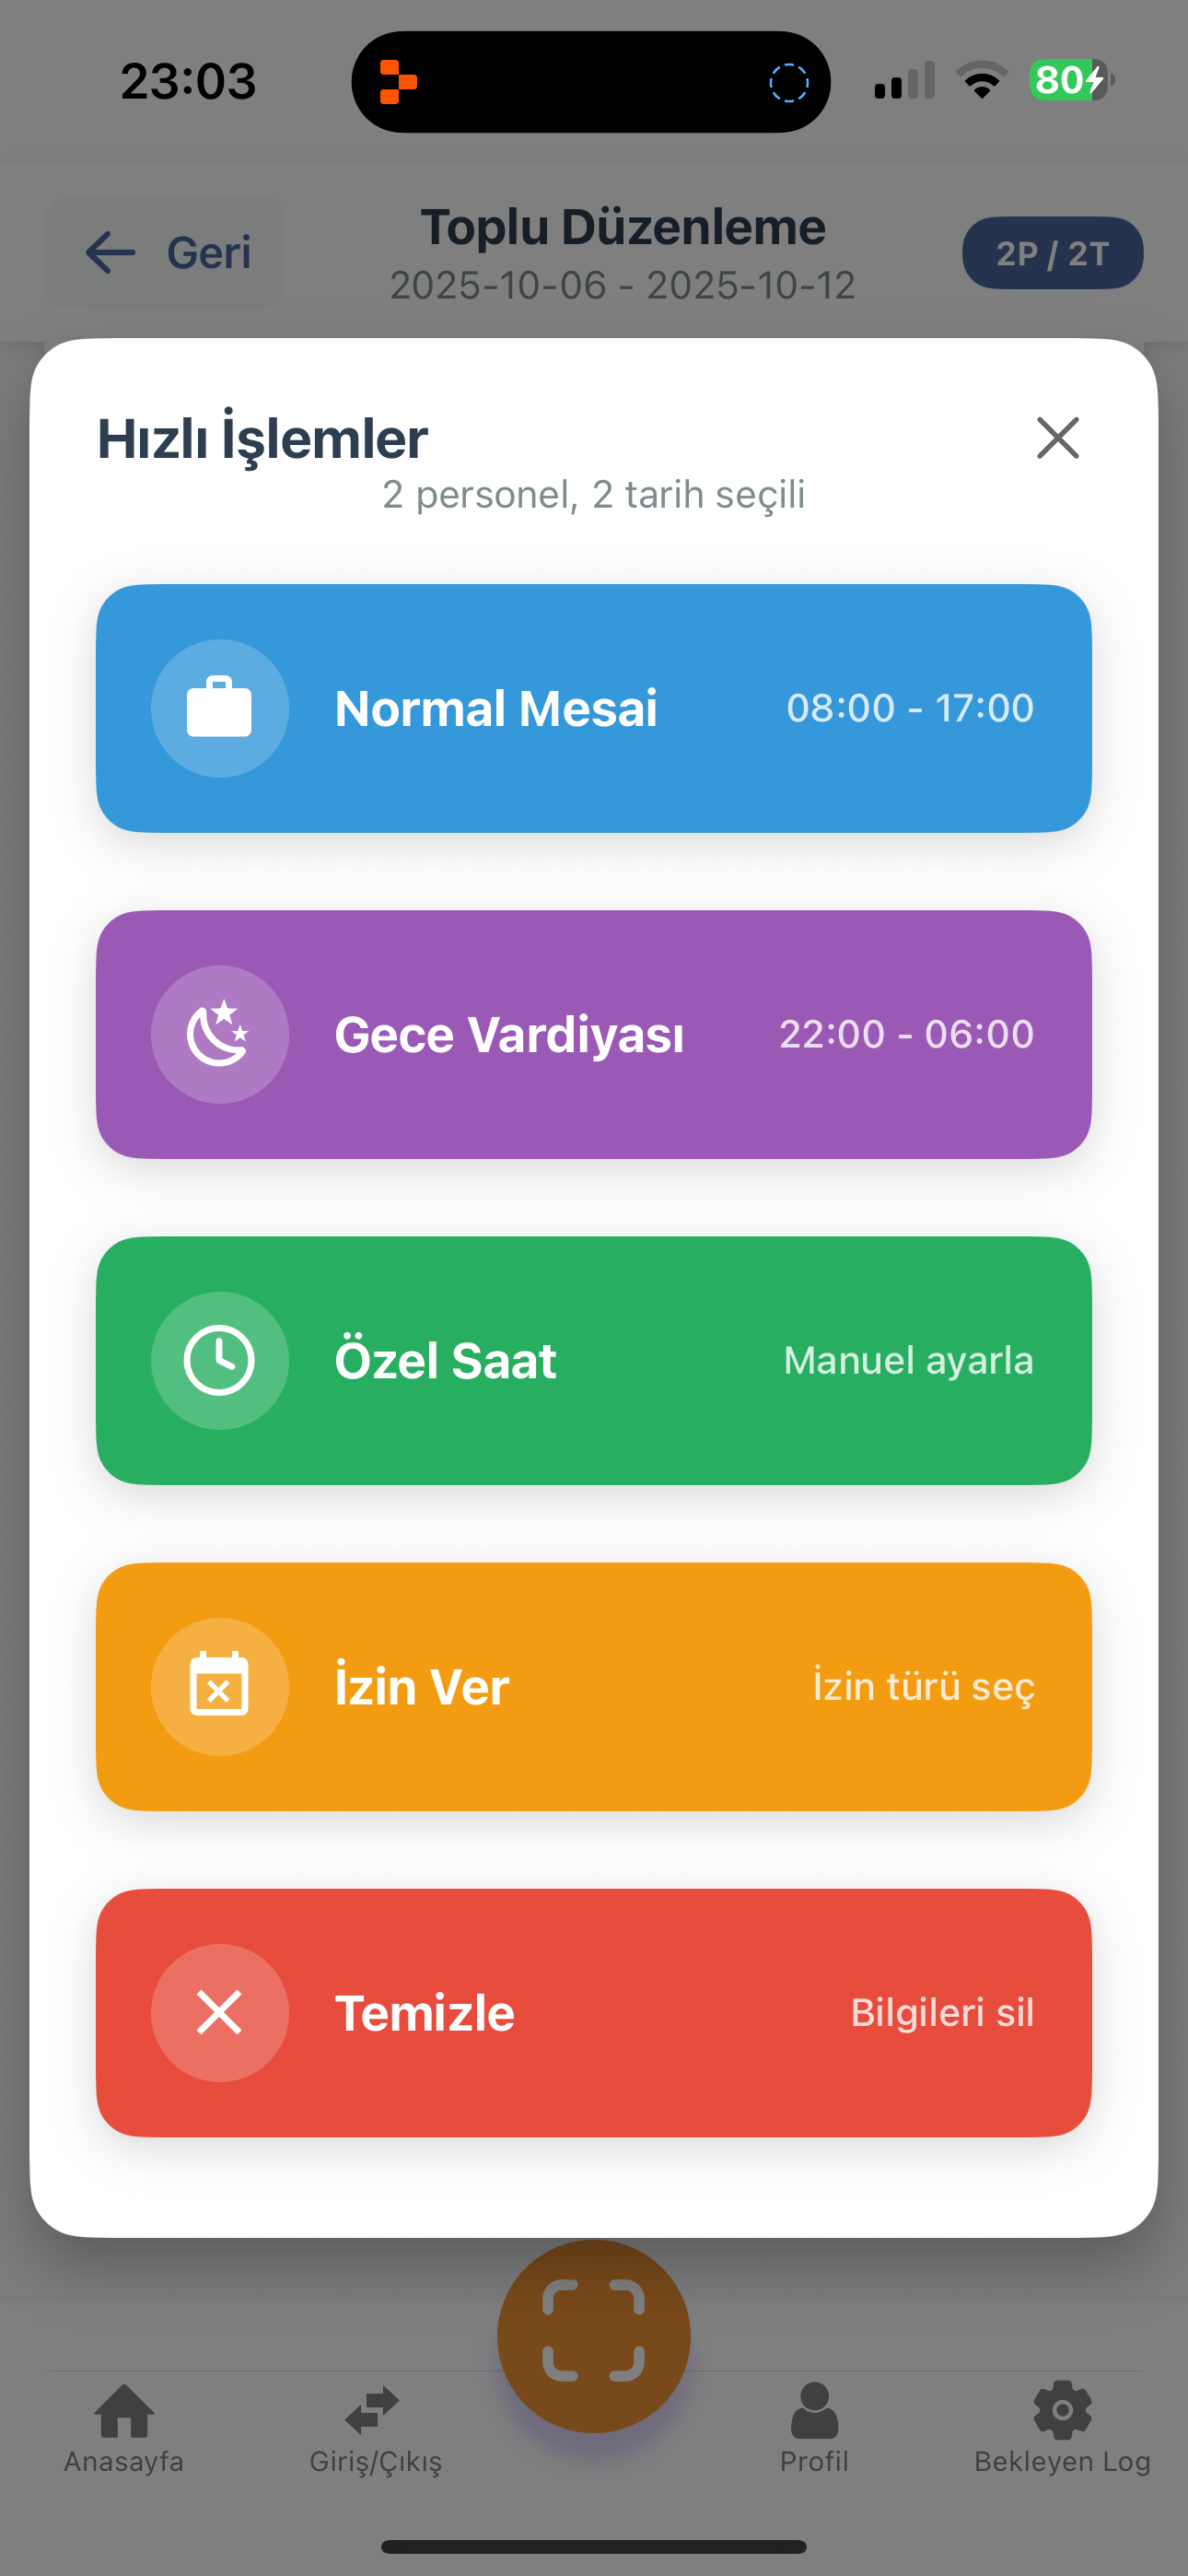 23:03
80
Geri
Toplu Düzenleme
2025-10-06 - 2025-10-12
2P / 2T
Hızlı İşlemler
2 personel, 2 tarih seçili
Normal Mesai 08:00 - 17:00
Gece Vardiyası 22:00 - 06:00
Özel Saat Manuel ayarla
İzin Ver İzin türü seç
Temizle Bilgileri sil
Anasayfa Giriş/Çıkış Profil Bekleyen Log